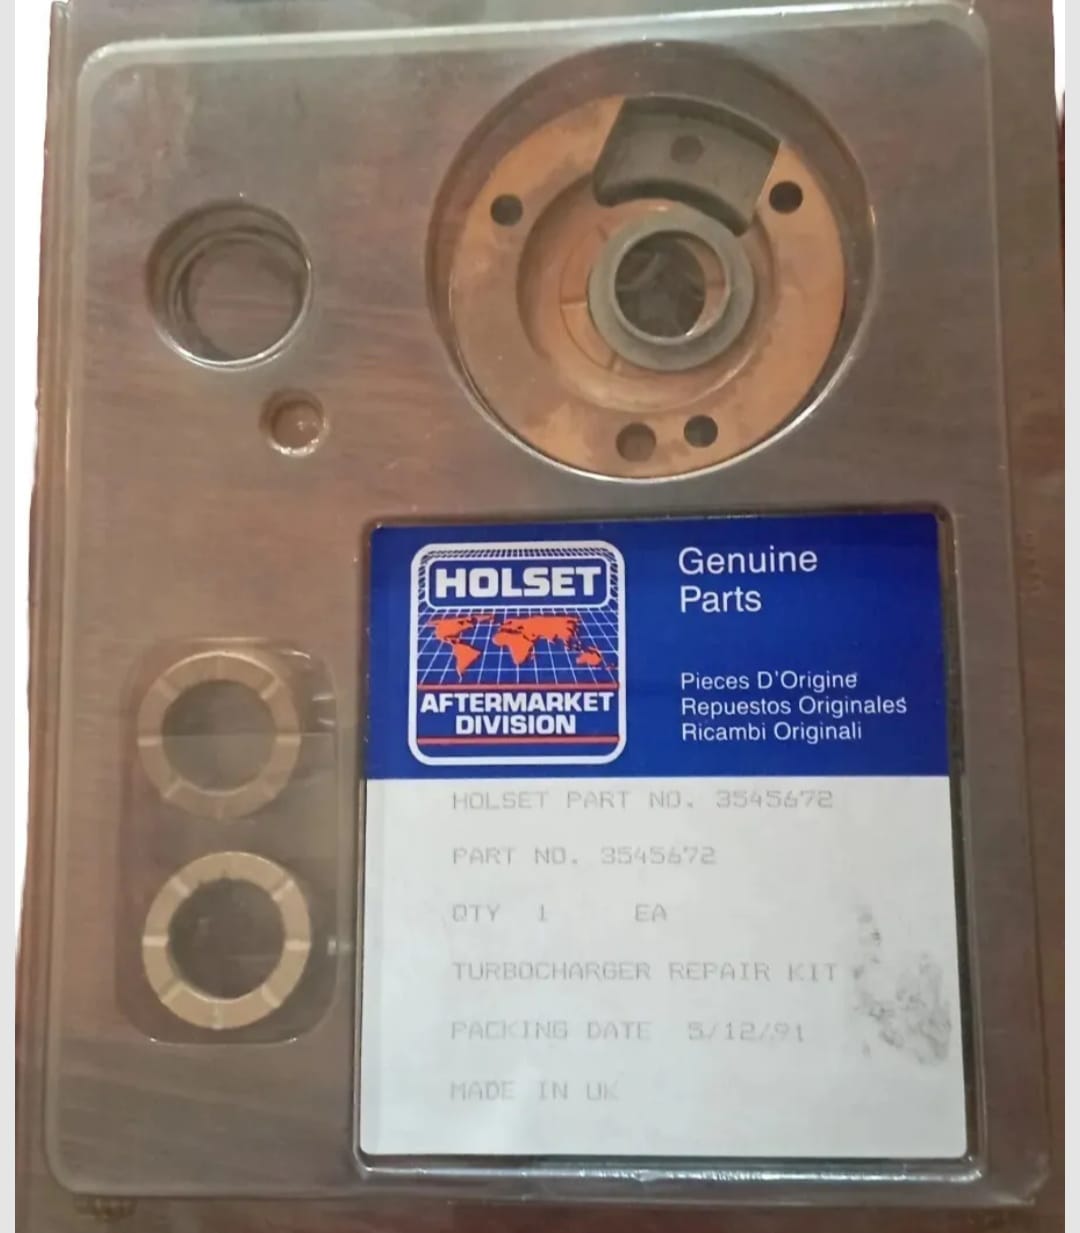 HOLSET
AFTERMARKET
DIVISION
Genuine
Parts
Pieces D'Origine
Repuestos Originales
Ricambi Originali
HOLSET PART NO. 3545672
PART NO. 3545672
QTY 1 EA
TURBOCHARGER REPAIR KIT
PACKING DATE 5/12/91
MADE IN UK